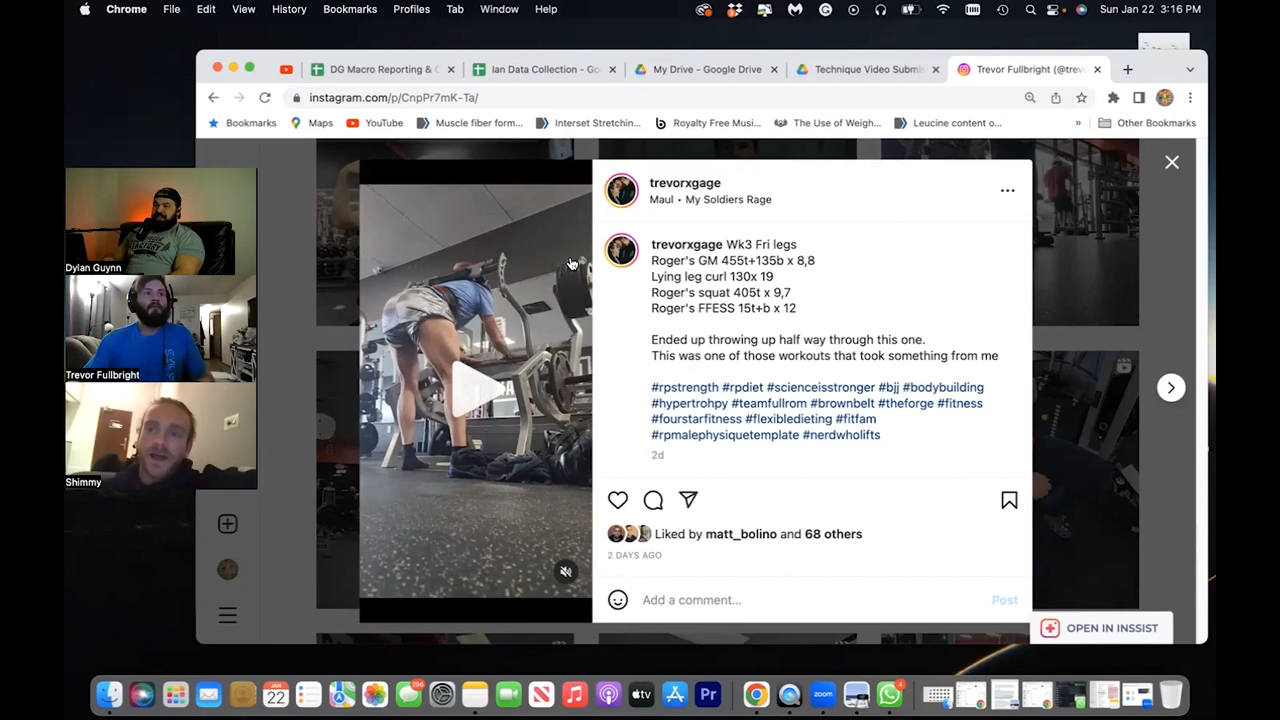 Chrome File Edit View History Bookmarks Profiles Tab Window Help Sun Jan 22 3:16 PM
DG Macro Reporting & Ian Data Collection - Go My Drive - Google Drive Technique Video Submi Trevor Fullbright (@trev
instagram.com/p/CnpPr7mK-Ta/
Bookmarks Maps YouTube Muscle fiber form... Interset Stretchin... Royalty Free Musi... The Use of Weigh... Leucine content o... » Other Bookmarks
trevorxgage
Maul • My Soldiers Rage
trevorxgage Wk3 Fri legs
Roger's GM 455t+135b x 8,8
Lying leg curl 130x 19
Roger's squat 405t x 9,7
Roger's FFESS 15t+b x 12
Ended up throwing up half way through this one.
This was one of those workouts that took something from me
#rpstrength #rpdiet #scienceisstronger #bjj #bodybuilding
#hypertrohpy #teamfullrom #brownbelt #theforge #fitness
#fourstarfitness #flexibledieting #fitfam
#rpmalephysiquetemplate #nerdwholifts
2d
Liked by matt_bolino and 68 others
2 DAYS AGO
Add a comment... Post
OPEN IN INSSIST
Dylan Guynn
Trevor Fullbright
Shimmy
JAN
22
296
tv
Pr
zoom
4